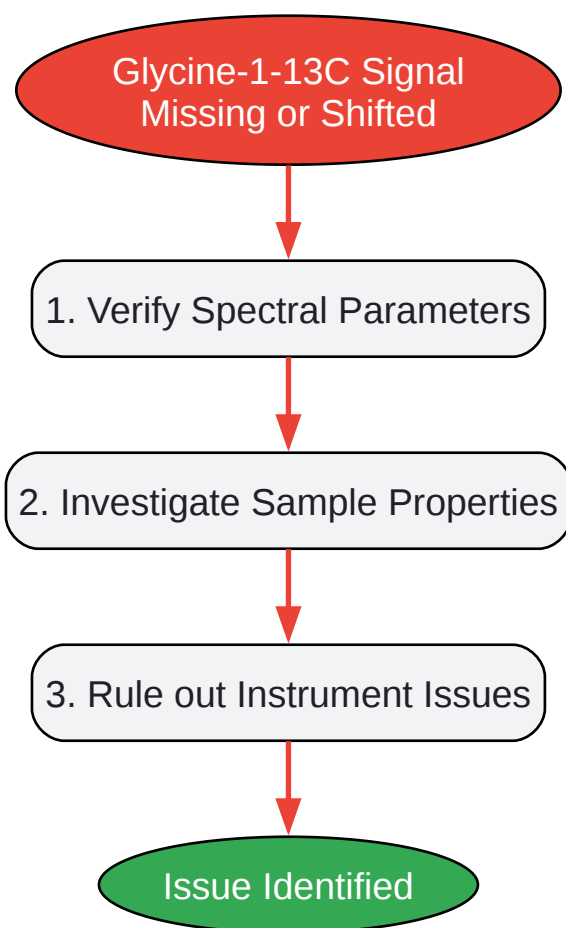 Glycine-1-13C Signal
Missing or Shifted
1. Verify Spectral Parameters
2. Investigate Sample Properties
3. Rule out Instrument Issues
Issue Identified